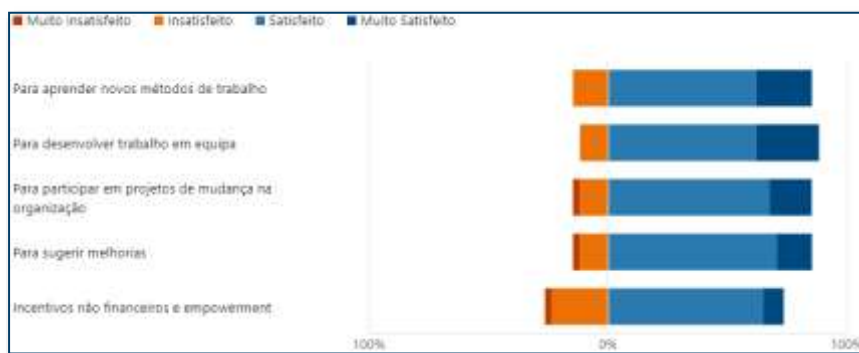 Muito Insatisfeito Insatisfeito Satisfeito Muito Satisfeito
Para aprender novos métodos de trabalho
Para desenvolver trabalho em equipa
Para participar em projetos de mudança na
organização
Para sugerir melhorias
Incentivos não financeiros e empowerment
100% 0% 100%